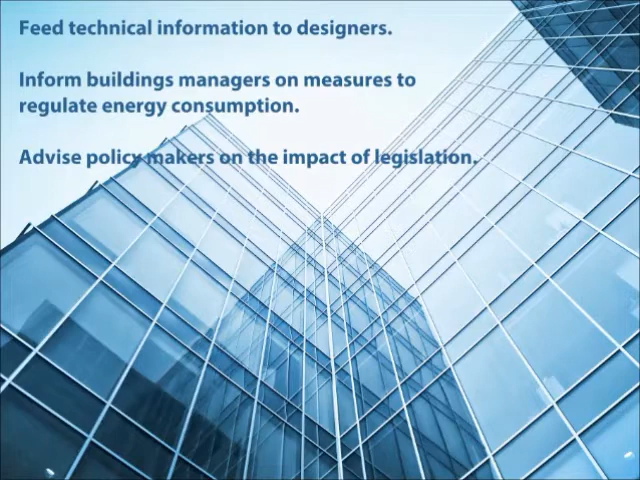 Feed technical information to designers.
Inform buildings managers on measures to
regulate energy consumption.
Advise policy makers on the impact of legislation.